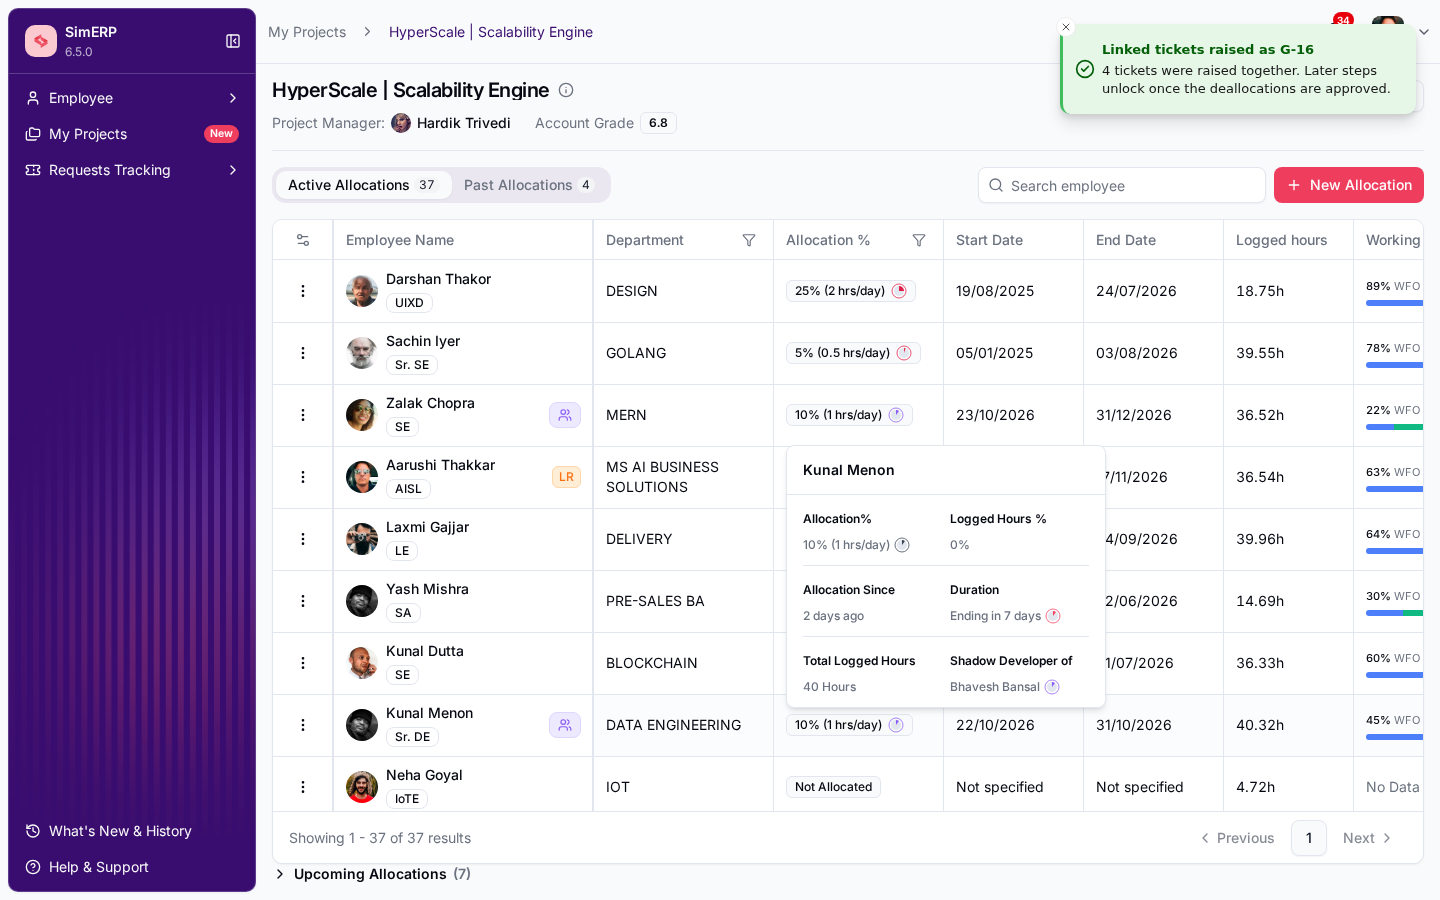 SimERP
6.5.0
Employee
My Projects
New
Requests Tracking
What's New & History
Help & Support
My Projects
HyperScale | Scalability Engine
34
Linked tickets raised as G-16
4 tickets were raised together. Later steps
unlock once the deallocations are approved.
HyperScale | Scalability Engine
Project Manager:
Hardik Trivedi
Account Grade
6.8
Active Allocations 37
Past Allocations 4
Search employee
New Allocation
Employee Name
Department
Allocation %
Start Date
End Date
Logged hours
Working
Darshan Thakor
UIXD
DESIGN
25% (2 hrs/day)
19/08/2025
24/07/2026
18.75h
89% WFO
Sachin Iyer
Sr. SE
GOLANG
5% (0.5 hrs/day)
05/01/2025
03/08/2026
39.55h
78% WFO
Zalak Chopra
SE
MERN
10% (1 hrs/day)
23/10/2026
31/12/2026
36.52h
22% WFO
Aarushi Thakkar
AISL
LR
MS AI BUSINESS
SOLUTIONS
7/11/2026
36.54h
63% WFO
Laxmi Gajjar
LE
DELIVERY
4/09/2026
39.96h
64% WFO
Yash Mishra
SA
PRE-SALES BA
2/06/2026
14.69h
30% WFO
Kunal Dutta
SE
BLOCKCHAIN
1/07/2026
36.33h
60% WFO
Kunal Menon
Sr. DE
DATA ENGINEERING
10% (1 hrs/day)
22/10/2026
31/10/2026
40.32h
45% WFO
Neha Goyal
IoTE
IOT
Not Allocated
Not specified
Not specified
4.72h
No Data
Kunal Menon
Allocation%
Logged Hours %
10% (1 hrs/day)
0%
Allocation Since
Duration
2 days ago
Ending in 7 days
Total Logged Hours
Shadow Developer of
40 Hours
Bhavesh Bansal
Showing 1 - 37 of 37 results
Previous
1
Next
Upcoming Allocations (7)